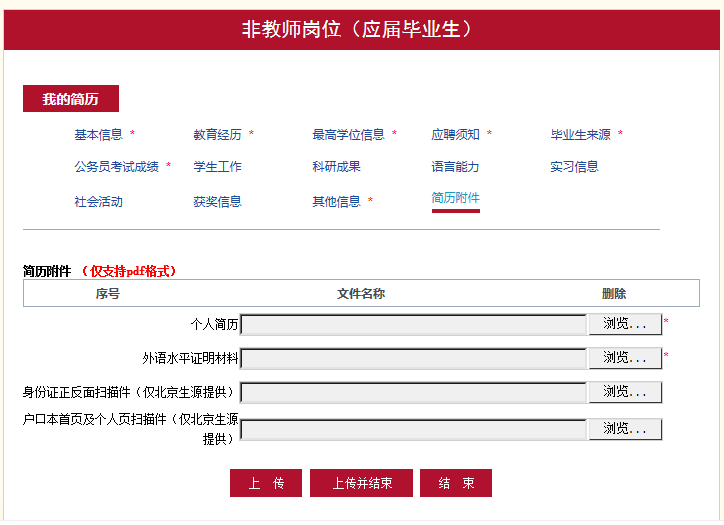 非教师岗位（应届毕业生）
我的简历
基本信息 * 教育经历 * 最高学位信息 * 应聘须知 * 毕业生来源 *
公务员考试成绩 * 学生工作 科研成果 语言能力 实习信息
社会活动 获奖信息 其他信息 * 简历附件
简历附件 （仅支持pdf格式）
序号 文件名称 删除
个人简历 浏览... *
外语水平证明材料 浏览... *
身份证正反面扫描件（仅北京生源提供） 浏览...
户口本首页及个人页扫描件（仅北京生源
提供） 浏览...
上 传 上传并结束 结 束